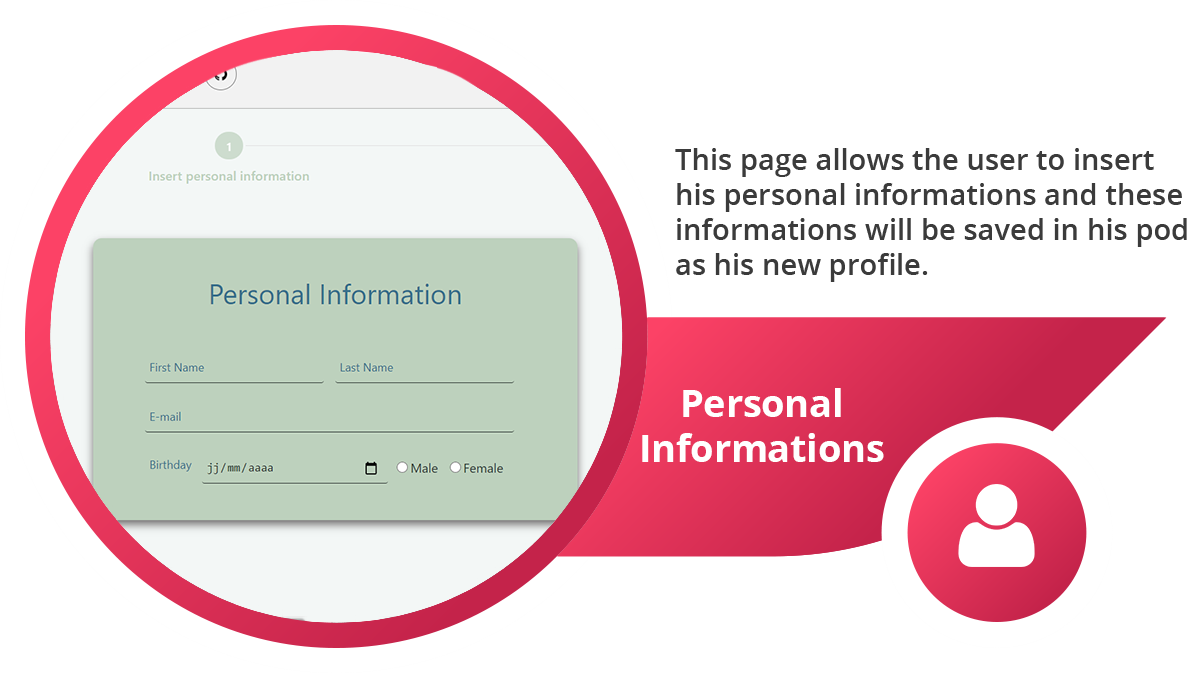 1
Insert personal information
Personal Information
First Name Last Name
E-mail
Birthday jj/mm/aaaa Male Female
This page allows the user to insert
his personal informations and these
informations will be saved in his pod
as his new profile.
Personal
Informations